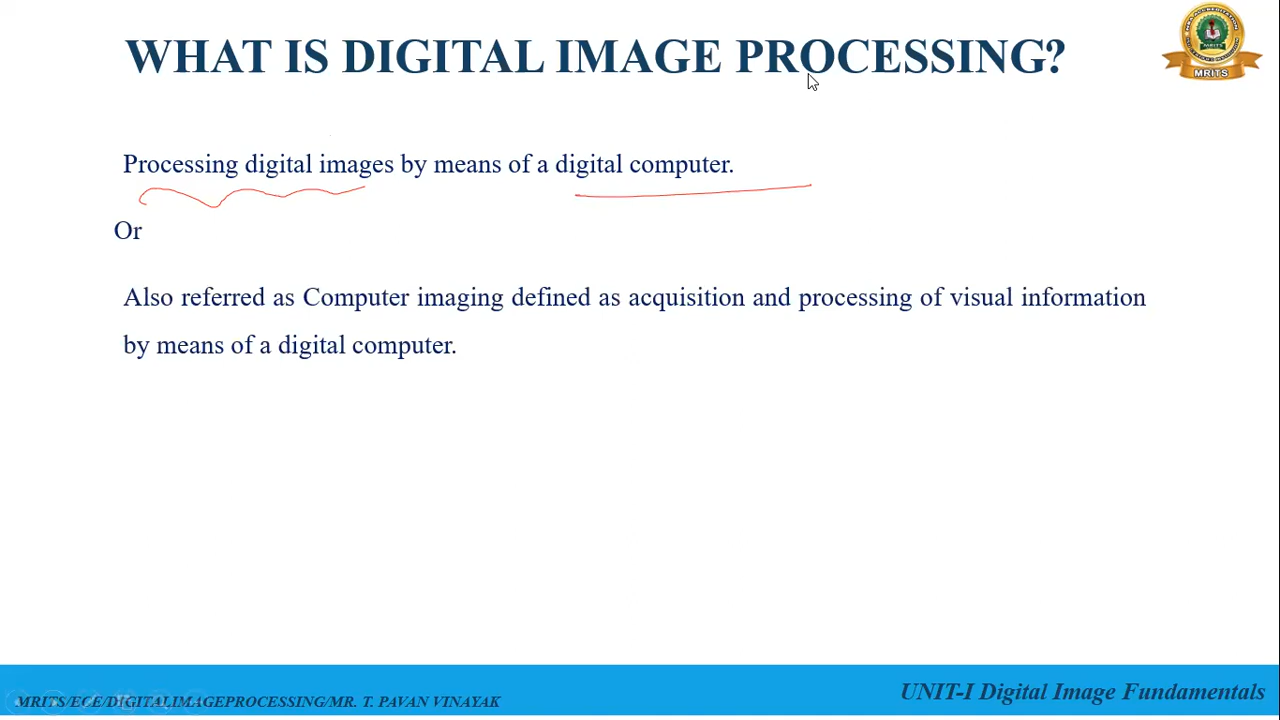 WHAT IS DIGITAL IMAGE PROCESSING?
MRITS
Processing digital images by means of a digital computer.
Or
Also referred as Computer imaging defined as acquisition and processing of visual information
by means of a digital computer.
MRITS/ECE/DIGITALIMAGEPROCESSING/MR. T. PAVAN VINAYAK
UNIT-I Digital Image Fundamentals